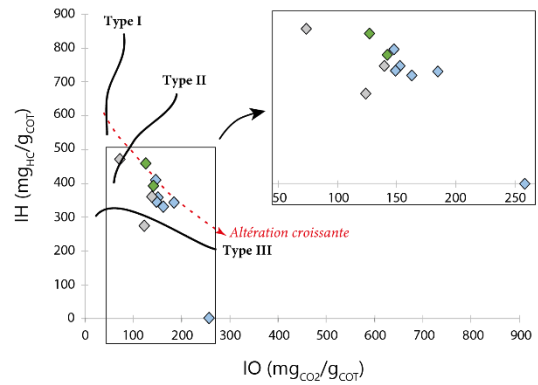 900
800
700
600
500
400
300
200
100
0
IH (mgHC/gCOT)
Type I
Type II
Type III
Altération croissante
50 100 150 200 250
0 100 200 300 400 500 600 700 800 900
IO (mgCO2/gCOT)